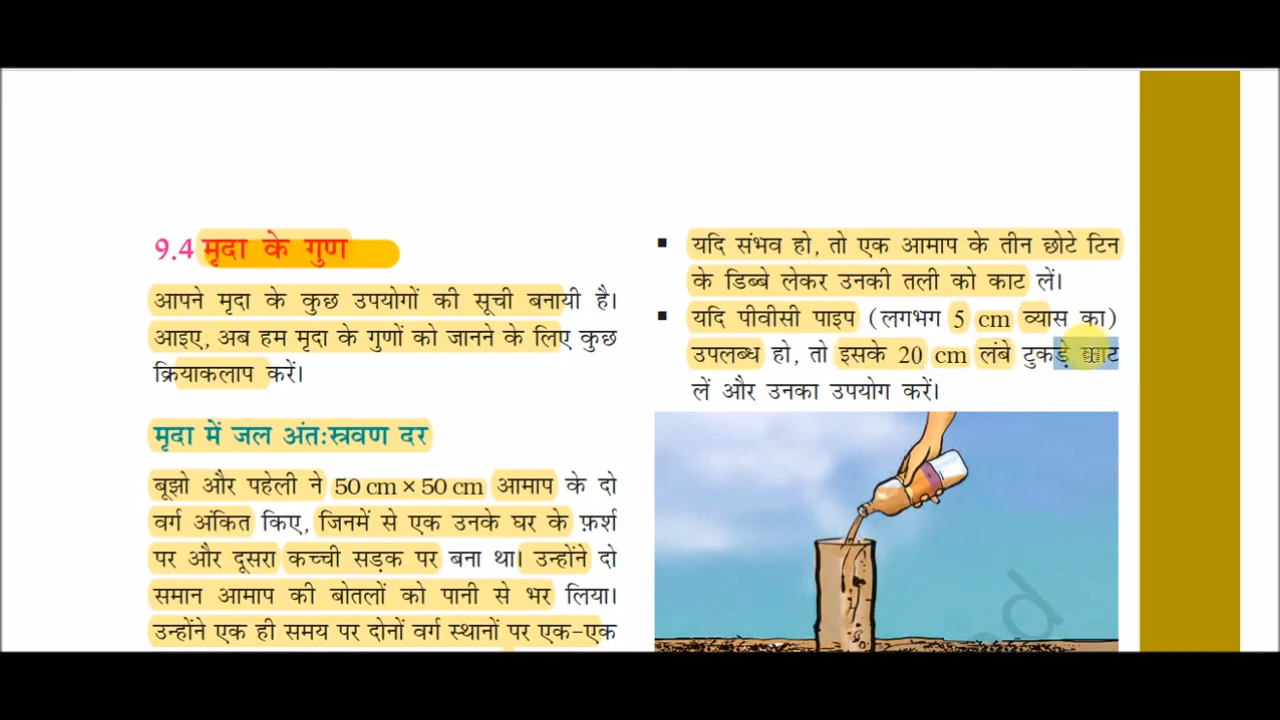 9.4 मृदा के गुण
आपने मृदा के कुछ उपयोगों की सूची बनायी है।
आइए, अब हम मृदा के गुणों को जानने के लिए कुछ
क्रियाकलाप करें।
मृदा में जल अंतःस्त्रवण दर
बूझो और पहेली ने 50 cm × 50 cm आमाप के दो
वर्ग अंकित किए, जिनमें से एक उनके घर के फ़र्श
पर और दूसरा कच्ची सड़क पर बना था। उन्होंने दो
समान आमाप की बोतलों को पानी से भर लिया।
उन्होंने एक ही समय पर दोनों वर्ग स्थानों पर एक-एक
▪ यदि संभव हो, तो एक आमाप के तीन छोटे टिन
के डिब्बे लेकर उनकी तली को काट लें।
▪ यदि पीवीसी पाइप (लगभग 5 cm व्यास का)
उपलब्ध हो, तो इसके 20 cm लंबे टुकड़े काट
लें और उनका उपयोग करें।